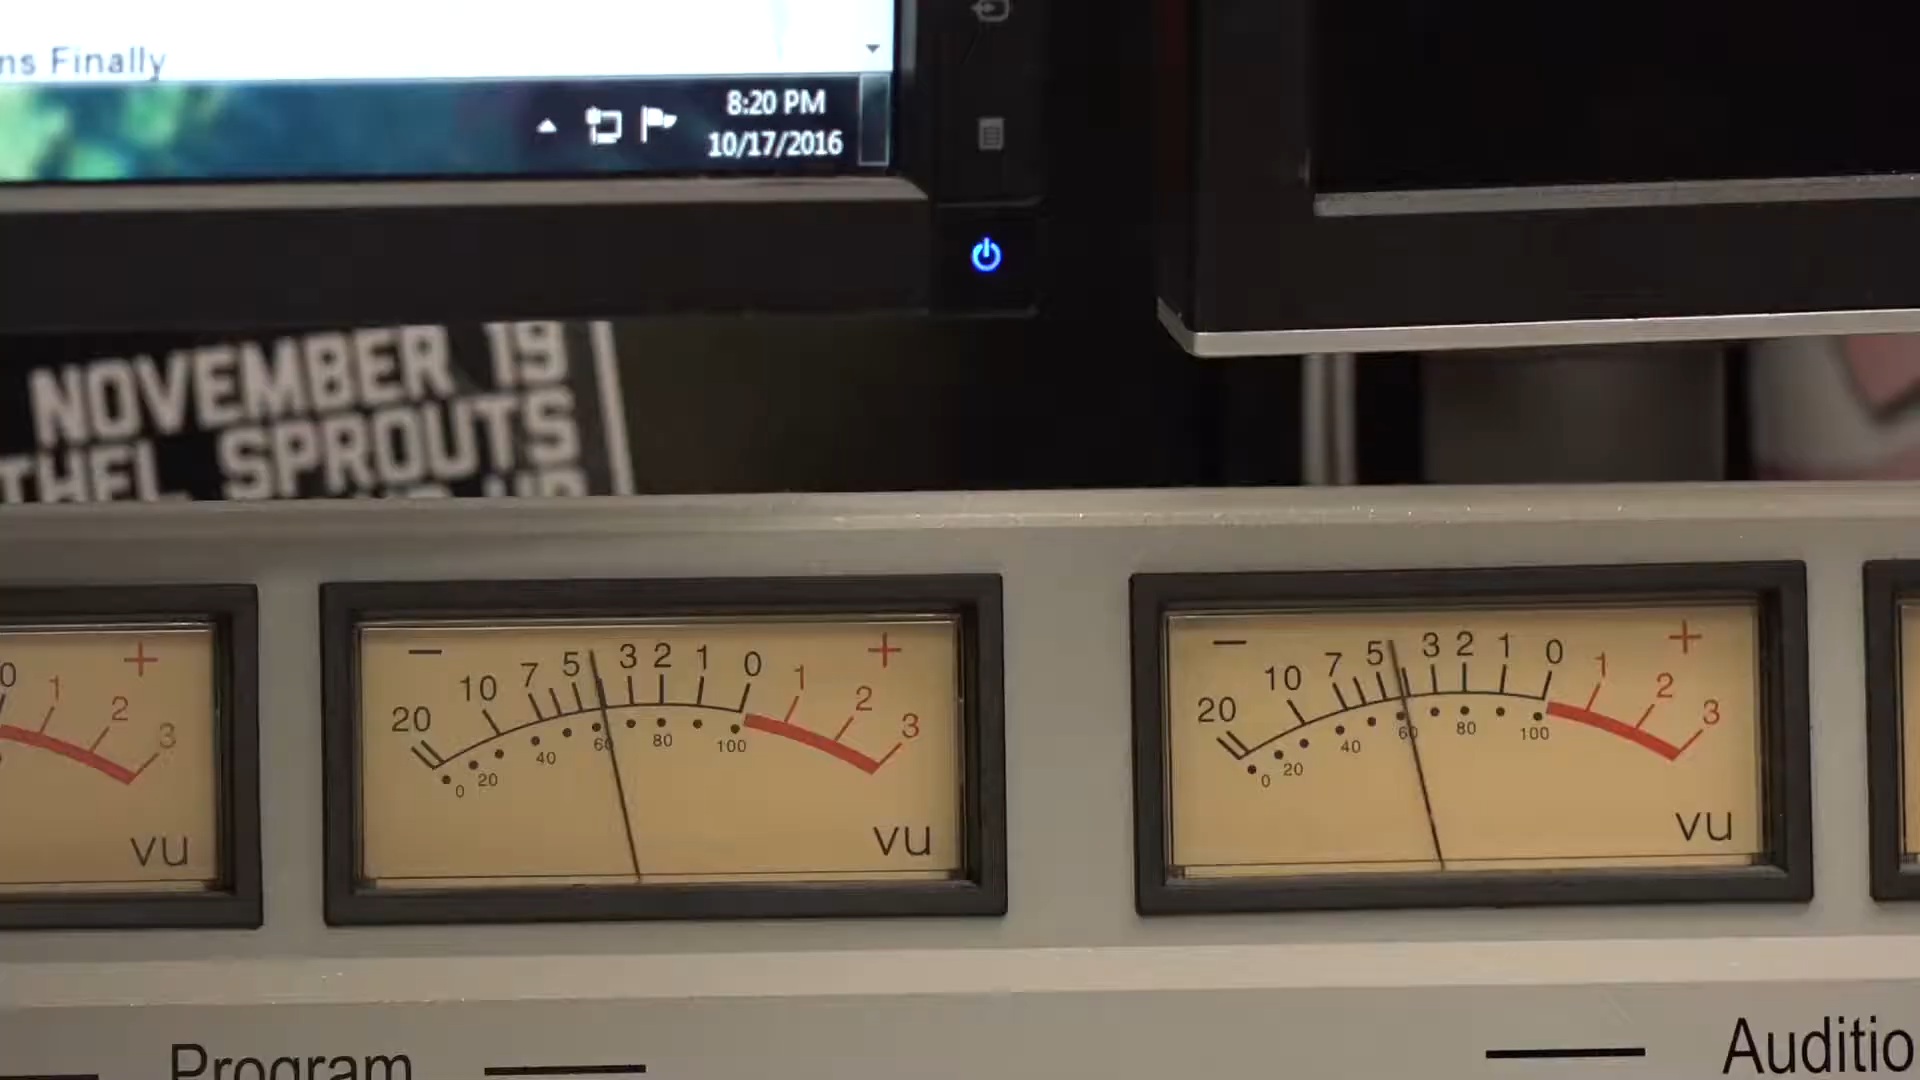 ns Finally
8:20 PM
10/17/2016
NOVEMBER 19
THEL SPROUTS
0 1 2 3 +
vu
- 20 10 7 5 3 2 1 0 1 2 3 +
0 20 40 60 80 100
vu
- 20 10 7 5 3 2 1 0 1 2 3 +
0 20 40 60 80 100
vu
Program
Auditio